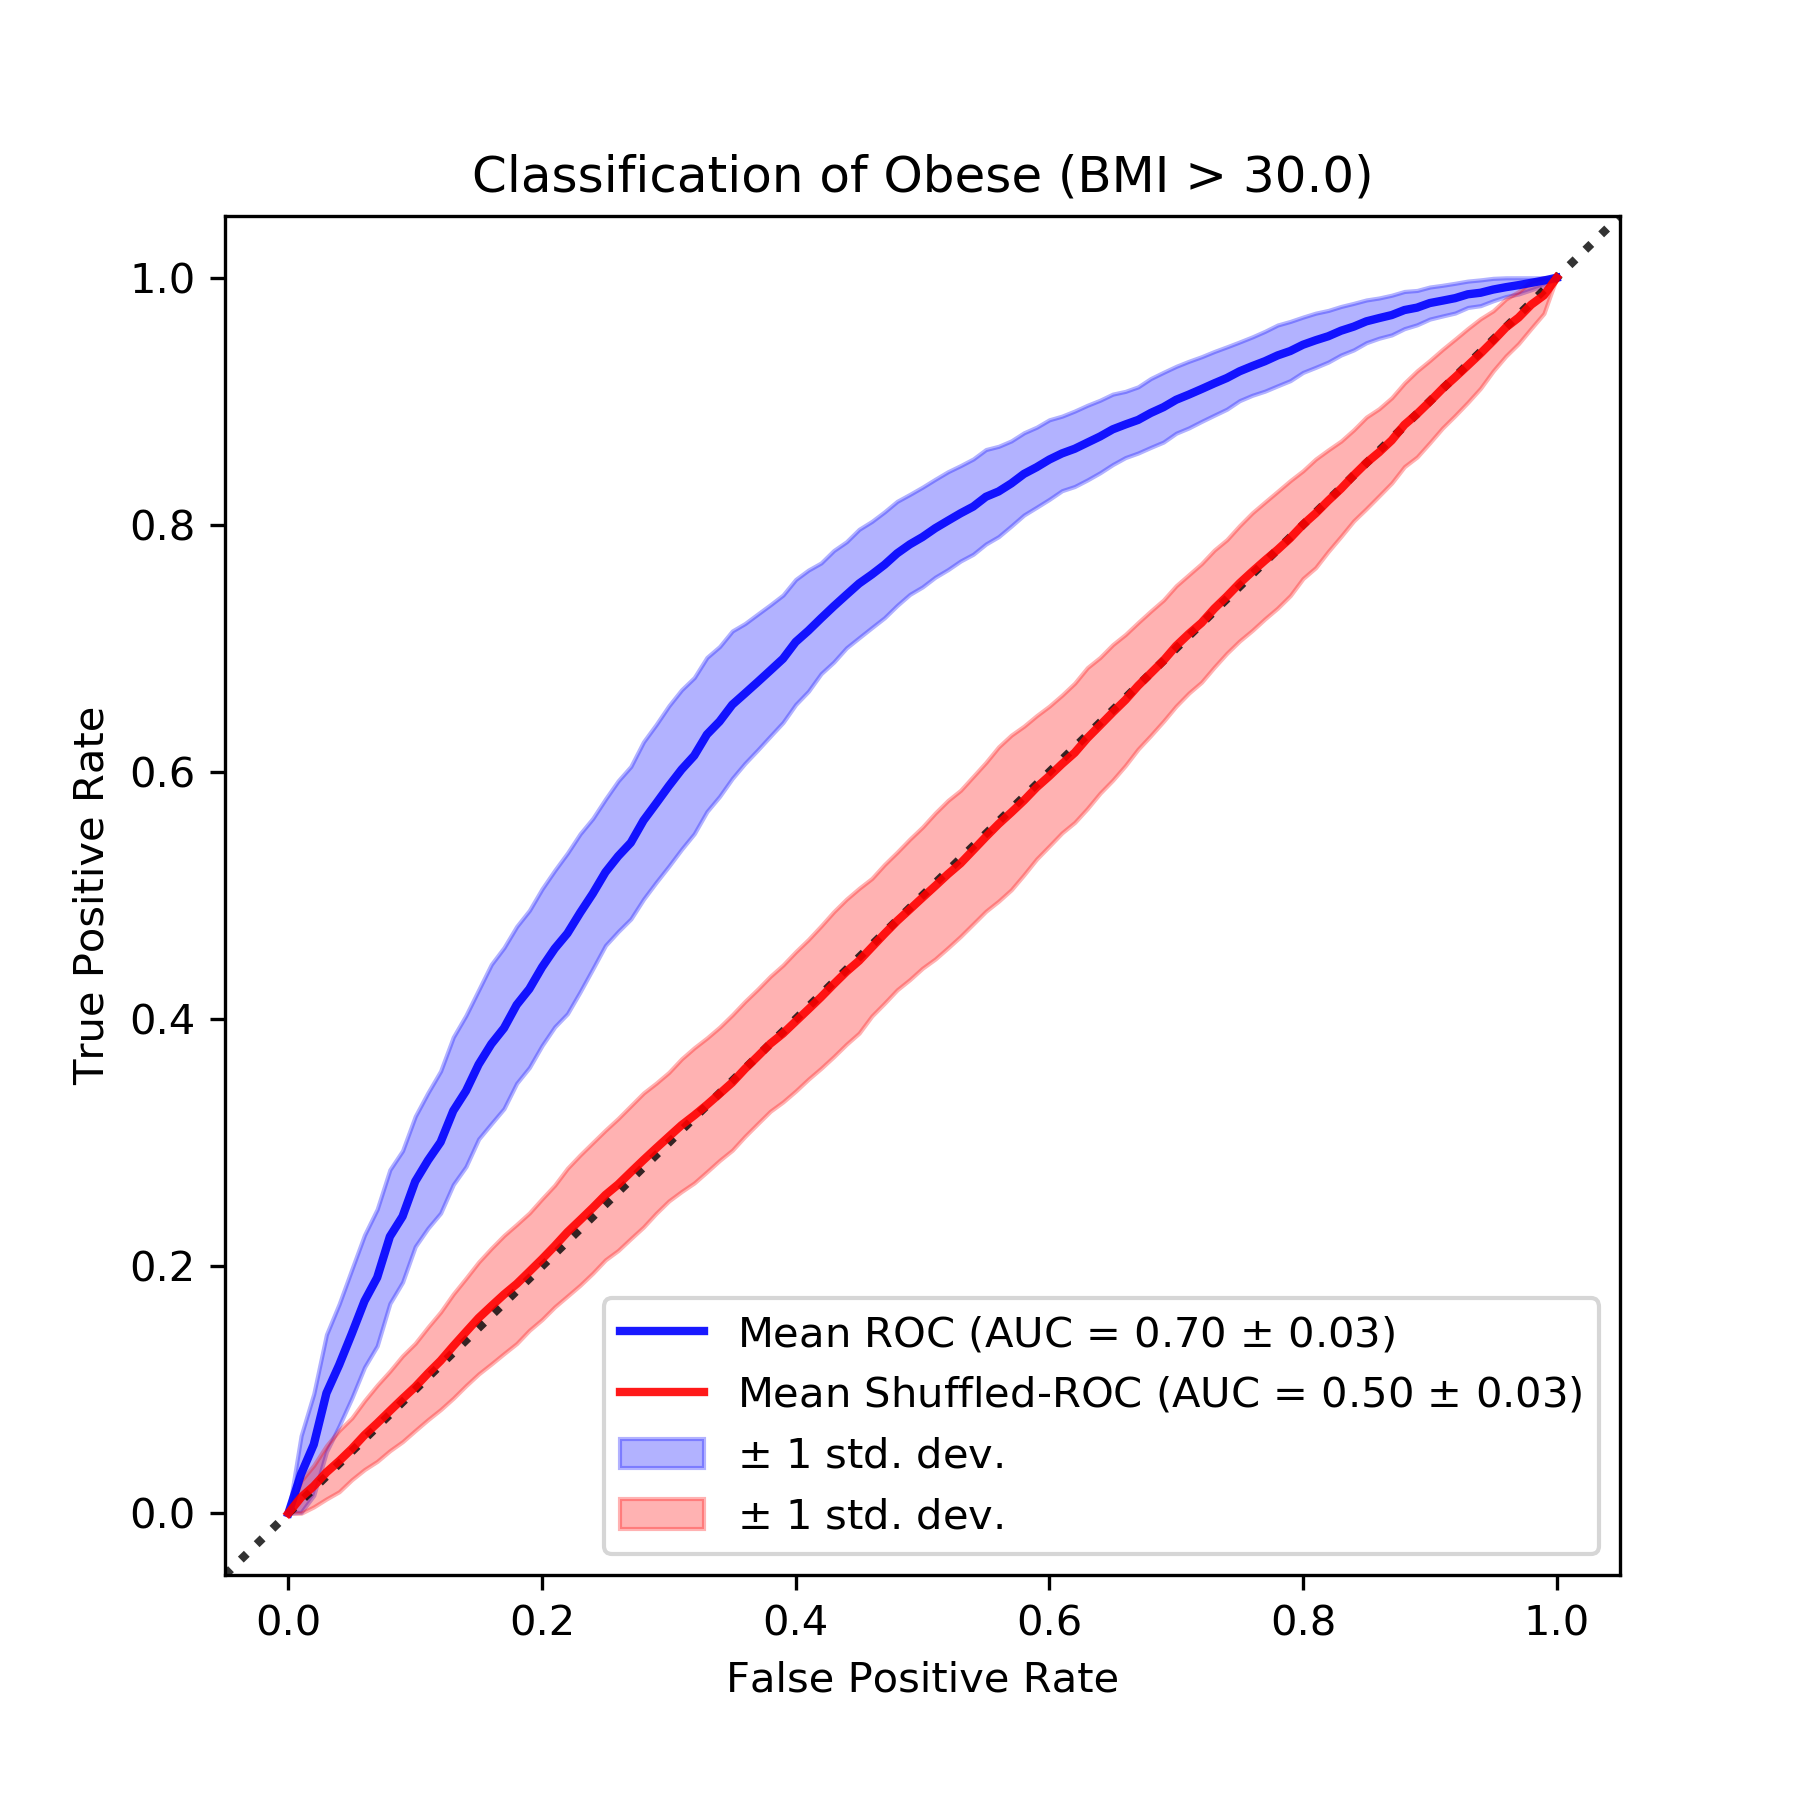 Classification of Obese (BMI > 30.0)
1.0
0.8
0.6
0.4
0.2
0.0
True Positive Rate
Mean ROC (AUC = 0.70 ± 0.03)
Mean Shuffled-ROC (AUC = 0.50 ± 0.03)
± 1 std. dev.
± 1 std. dev.
0.0 0.2 0.4 0.6 0.8 1.0
False Positive Rate